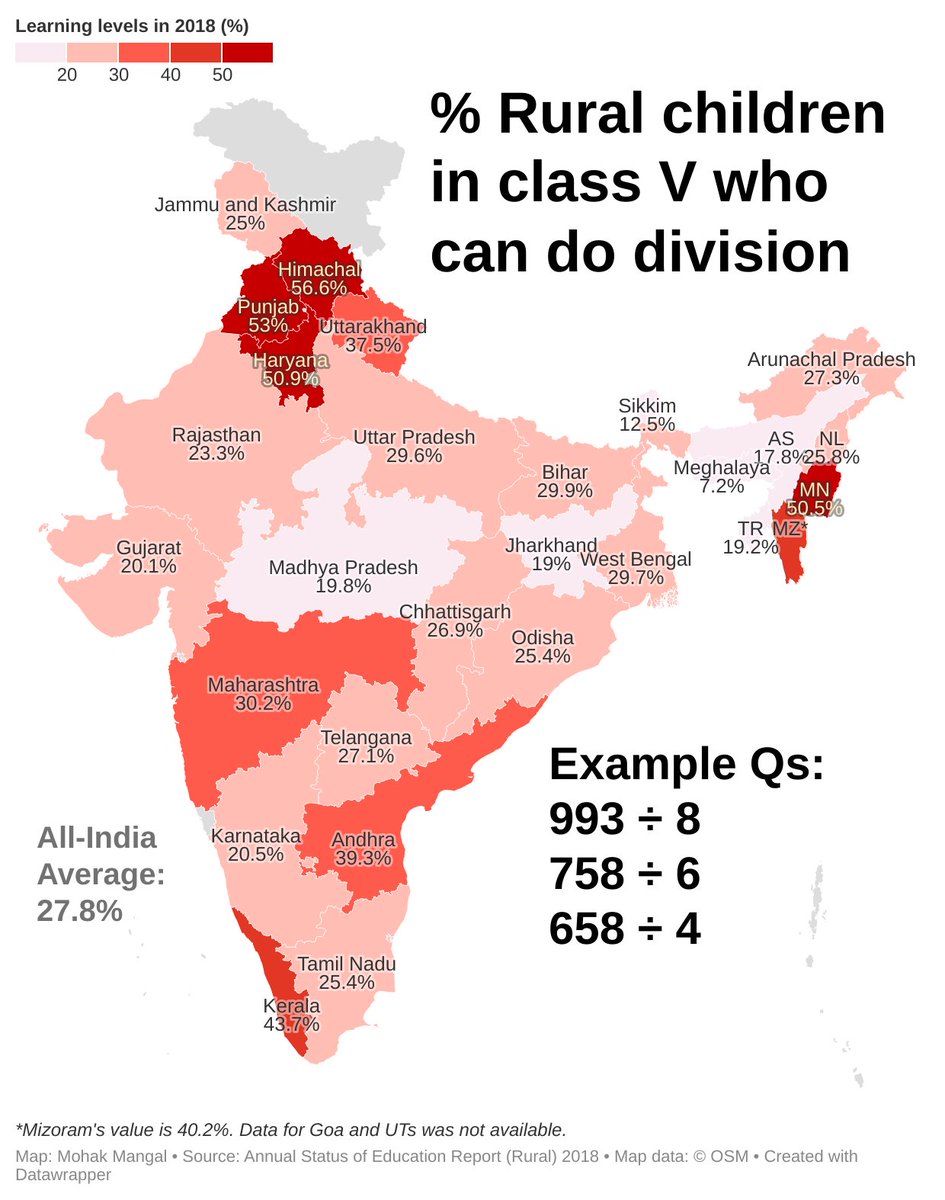 Learning levels in 2018 (%)
20 30 40 50
% Rural children
in class V who
can do division
Jammu and Kashmir
25%
Himachal
56.6%
Punjab
53%
Uttarakhand
37.5%
Haryana
50.9%
Arunachal Pradesh
27.3%
Sikkim
12.5%
Rajasthan
23.3%
Uttar Pradesh
29.6%
Bihar
29.9%
AS
17.8%
NL
25.8%
Meghalaya
7.2%
MN
50.5%
TR
19.2%
MZ*
Gujarat
20.1%
Madhya Pradesh
19.8%
Jharkhand
19%
West Bengal
29.7%
Chhattisgarh
26.9%
Odisha
25.4%
Maharashtra
30.2%
Telangana
27.1%
Example Qs:
993 ÷ 8
758 ÷ 6
658 ÷ 4
All-India
Average:
27.8%
Karnataka
20.5%
Andhra
39.3%
Tamil Nadu
25.4%
Kerala
43.7%
*Mizoram's value is 40.2%. Data for Goa and UTs was not available.
Map: Mohak Mangal • Source: Annual Status of Education Report (Rural) 2018 • Map data: © OSM • Created with
Datawrapper